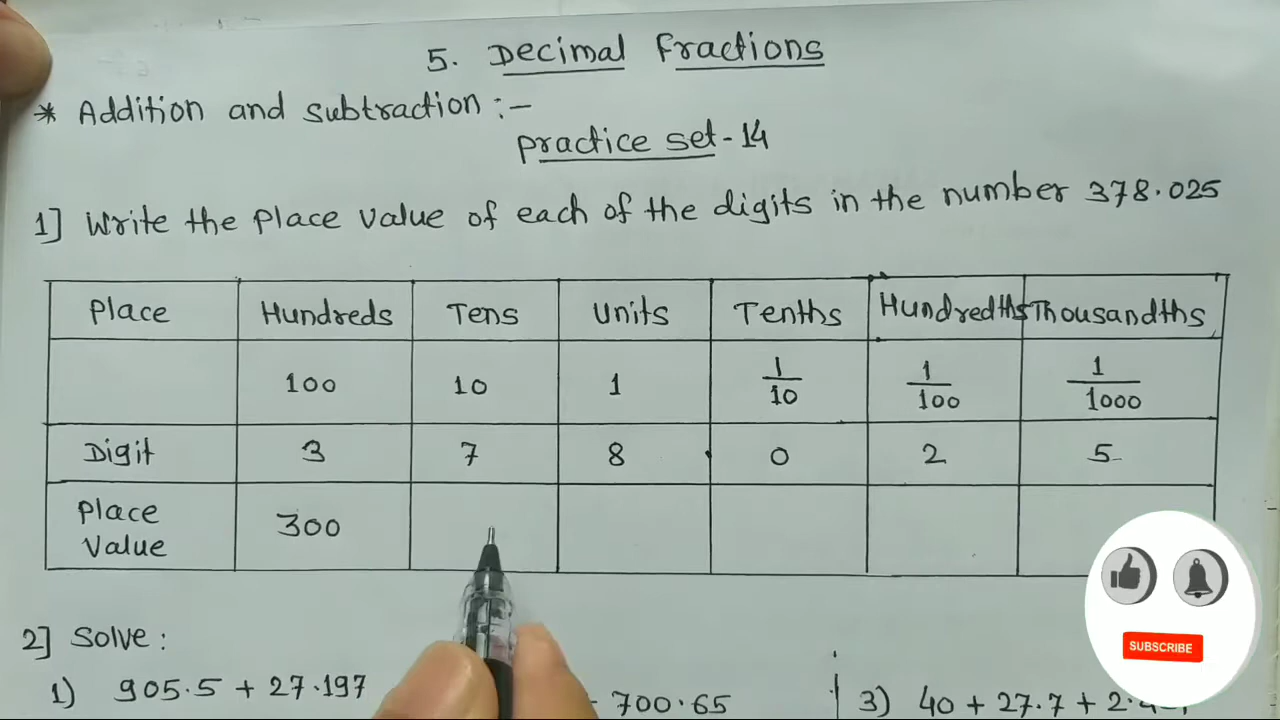 5. Decimal Fractions
* Addition and subtraction :-
Practice set - 14
1] Write the place value of each of the digits in the number 378.025
Place Hundreds Tens Units Tenths Hundredths Thousandths
100 10 1 1/10 1/100 1/1000
Digit 3 7 8 . 0 2 5
Place Value 300
2] Solve :
1) 905.5 + 27.197
- 700.65
3) 40 + 27.7 +
SUBSCRIBE